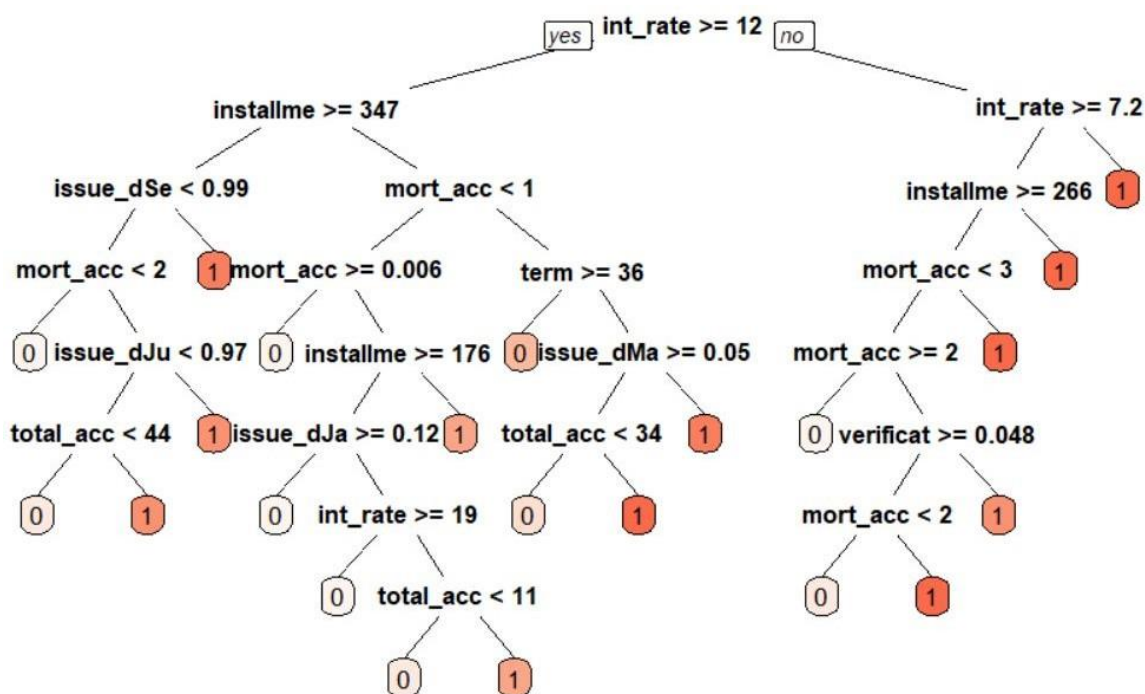 yes int_rate >= 12 no
installme >= 347 int_rate >= 7.2
issue_dSe < 0.99 mort_acc < 1 installme >= 266 1
mort_acc < 2 1 mort_acc >= 0.006 term >= 36 mort_acc < 3 1
0 issue_dJu < 0.97 0 installme >= 176 0 issue_dMa >= 0.05 mort_acc >= 2 1
total_acc < 44 1 issue_dJa >= 0.12 1 total_acc < 34 1 0 verificat >= 0.048
0 1 0 int_rate >= 19 0 1 mort_acc < 2 1
0 total_acc < 11 0 1
0 1